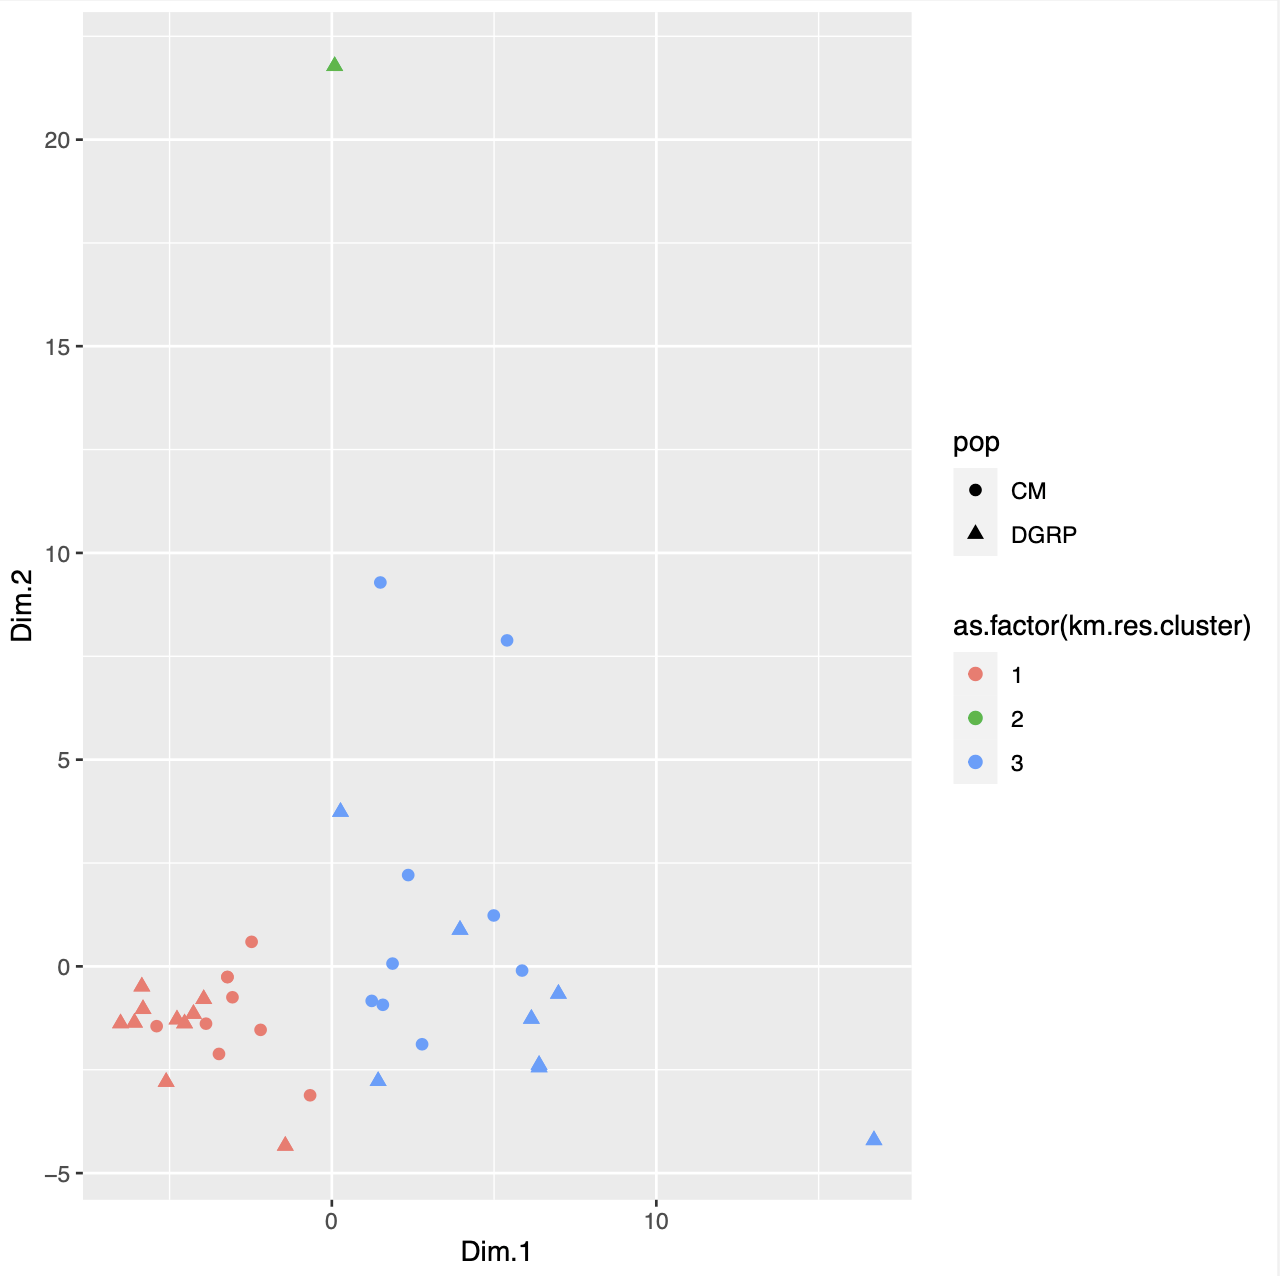 20
15
10
5
0
−5
0
10
Dim.1
Dim.2
pop
CM
DGRP
as.factor(km.res.cluster)
1
2
3